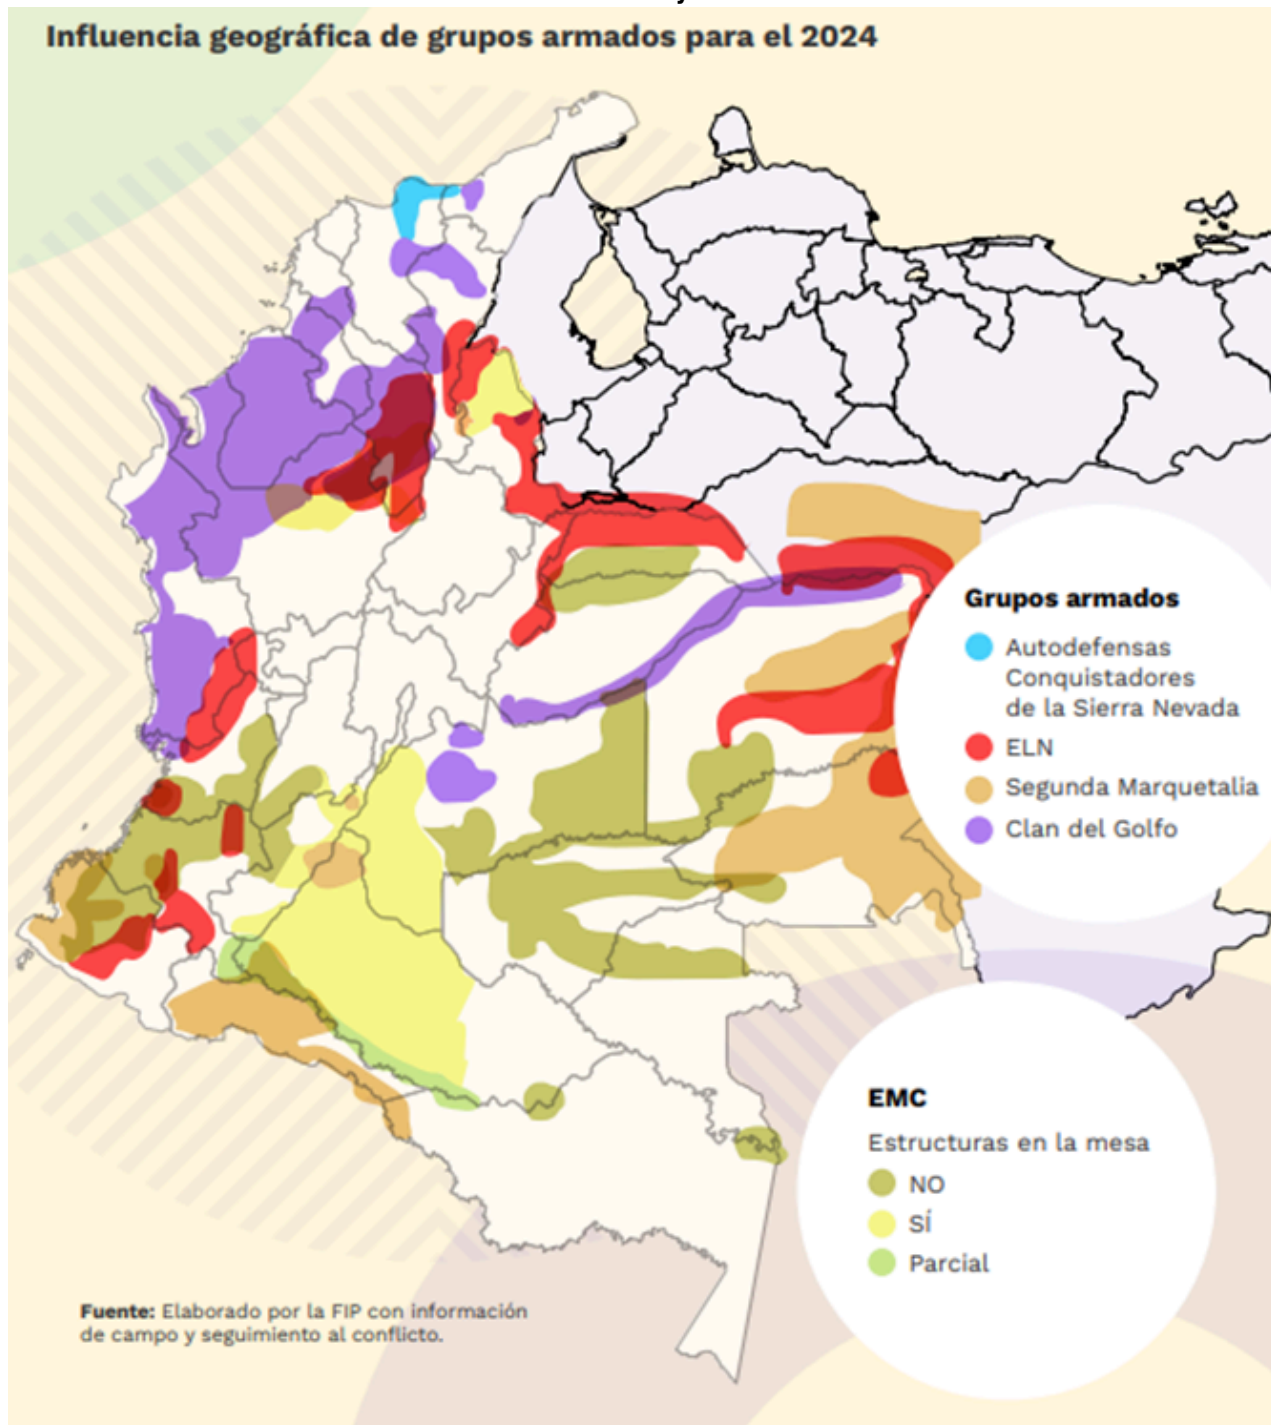 Influencia geográfica de grupos armados para el 2024
Grupos armados
Autodefensas
Conquistadores
de la Sierra Nevada
ELN
Segunda Marquetalia
Clan del Golfo
EMC
Estructuras en la mesa
NO
SÍ
Parcial
Fuente: Elaborado por la FIP con información
de campo y seguimiento al conflicto.